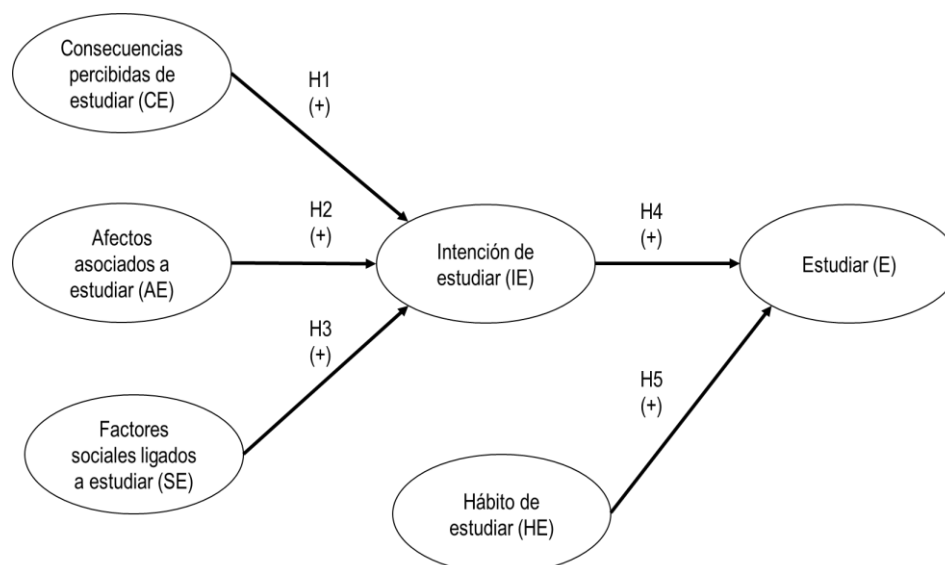 Consecuencias
percibidas de
estudiar (CE)
H1
(+)
Afectos
asociados a
estudiar (AE)
H2
(+)
Factores
sociales ligados
a estudiar (SE)
H3
(+)
Intención de
estudiar (IE)
H4
(+)
Estudiar (E)
Hábito de
estudiar (HE)
H5
(+)